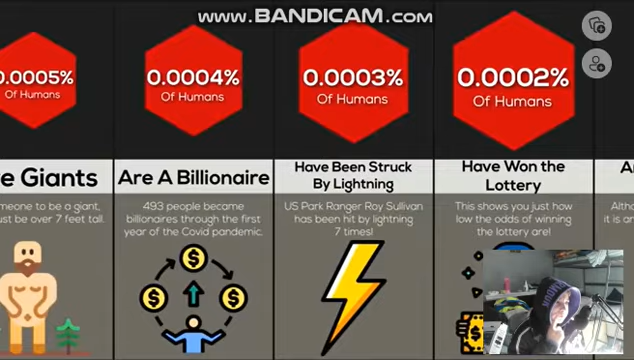 www.BANDICAM.com
0.0005%
Of Humans
0.0004%
Of Humans
0.0003%
Of Humans
0.0002%
Of Humans
Giants
to be a giant,
be over 7 feet tall.
Are A Billionaire
493 people became
billionaires through the first
year of the Covid pandemic.
Have Been Struck
By Lightning
US Park Ranger Roy Sullivan
has been hit by lightning
7 times!
Have Won the
Lottery
This shows you just how
low the odds of winning
the lottery are!
it is